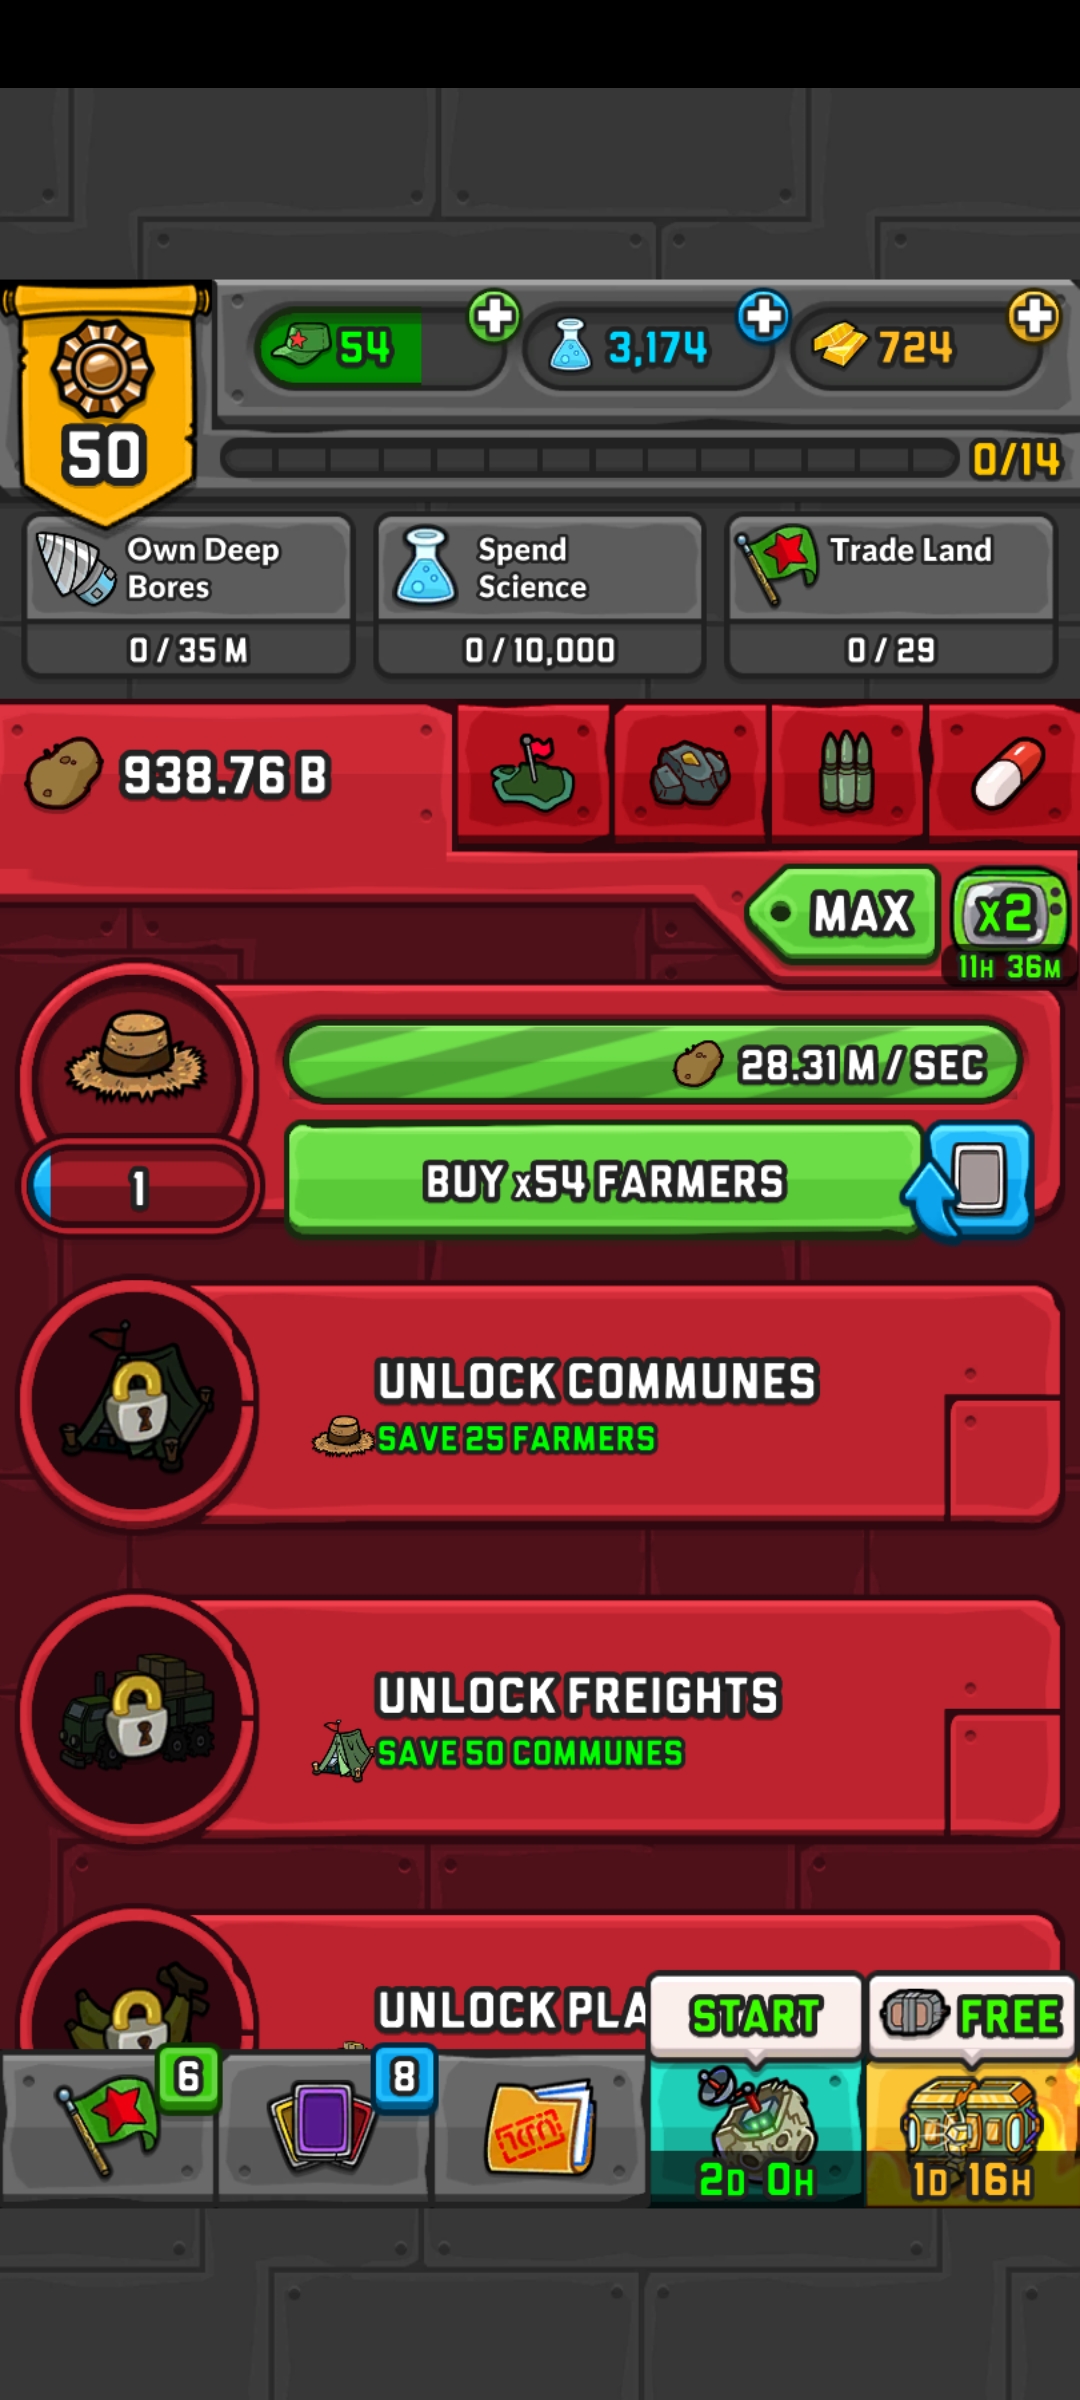 50
54
3,174
724
0/14
Own Deep
Bores
0 / 35 M
Spend
Science
0 / 10,000
Trade Land
0 / 29
938.76 B
MAX
x2
11H 36M
28.31 M / SEC
1
BUY x54 FARMERS
UNLOCK COMMUNES
SAVE 25 FARMERS
UNLOCK FREIGHTS
SAVE 50 COMMUNES
UNLOCK PLA
START
FREE
6
8
2D 0H
1D 16H